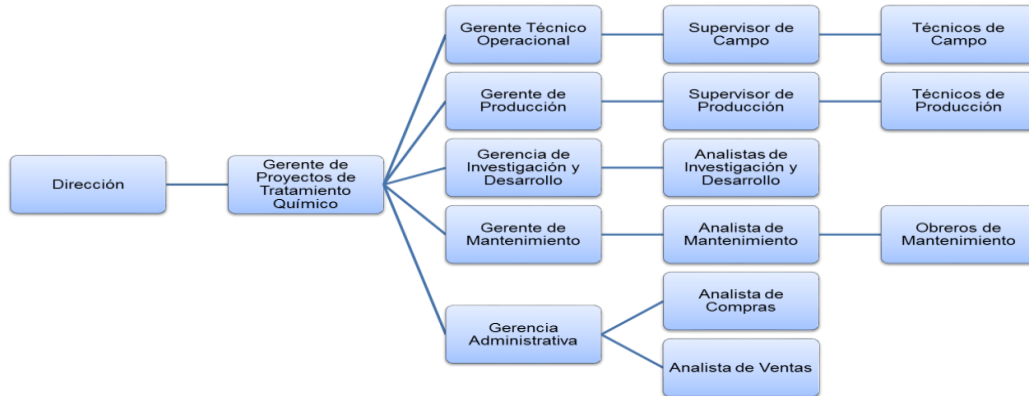 Gerente Técnico
Operacional
Supervisor de
Campo
Técnicos de
Campo
Gerente de
Producción
Supervisor de
Producción
Técnicos de
Producción
Dirección
Gerente de
Proyectos de
Tratamiento
Químico
Gerencia de
Investigación y
Desarrollo
Analistas de
Investigación y
Desarrollo
Gerente de
Mantenimiento
Analista de
Mantenimiento
Obreros de
Mantenimiento
Gerencia
Administrativa
Analista de
Compras
Analista de Ventas